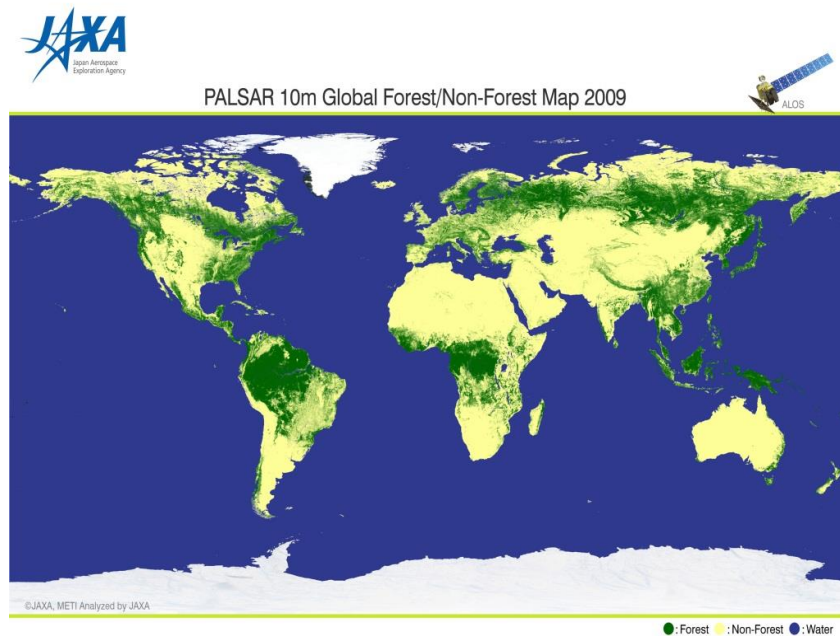 JAXA
Japan Aerospace
Exploration Agency
PALSAR 10m Global Forest/Non-Forest Map 2009
ALOS
©JAXA, METI Analyzed by JAXA
: Forest : Non-Forest : Water